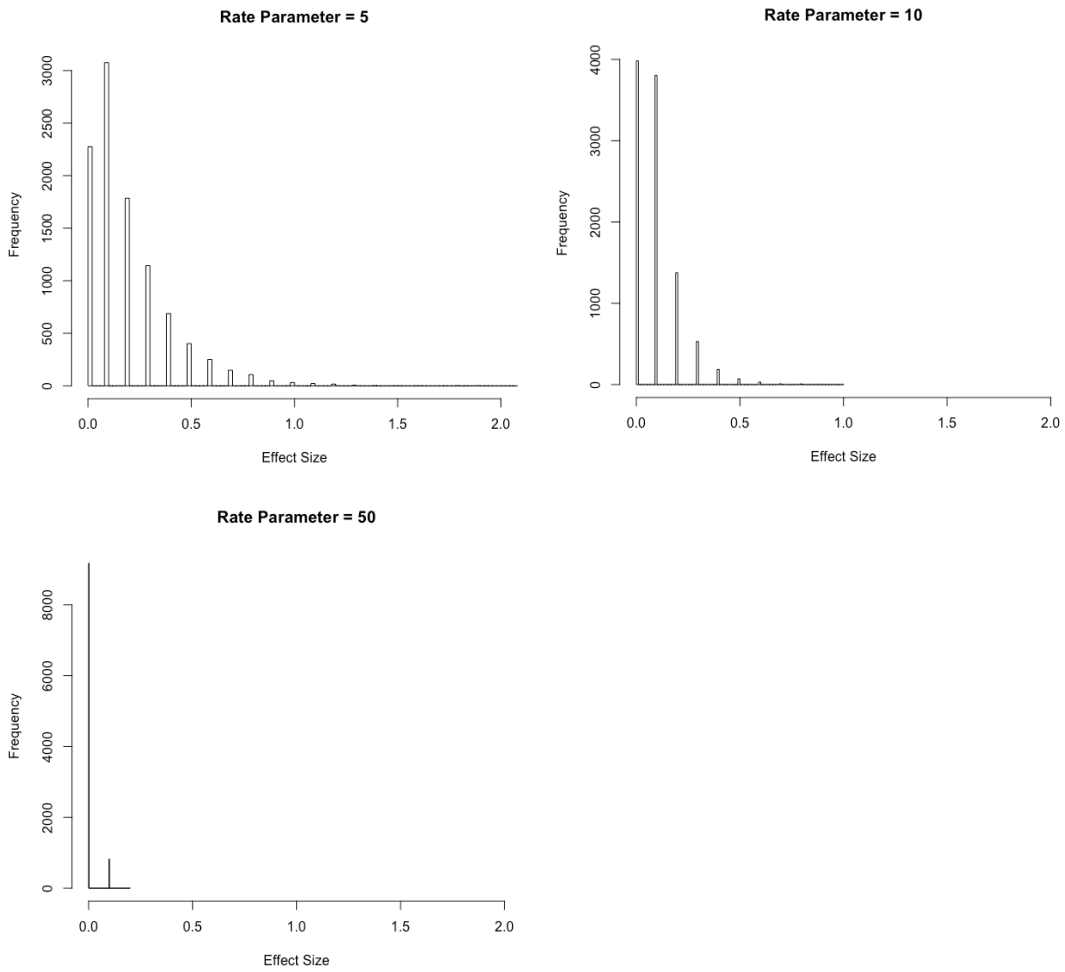 Rate Parameter = 5
Frequency
3000
2500
2000
1500
1000
500
0
0.0 0.5 1.0 1.5 2.0
Effect Size
Rate Parameter = 10
Frequency
4000
3000
2000
1000
0
0.0 0.5 1.0 1.5 2.0
Effect Size
Rate Parameter = 50
Frequency
8000
6000
4000
2000
0
0.0 0.5 1.0 1.5 2.0
Effect Size